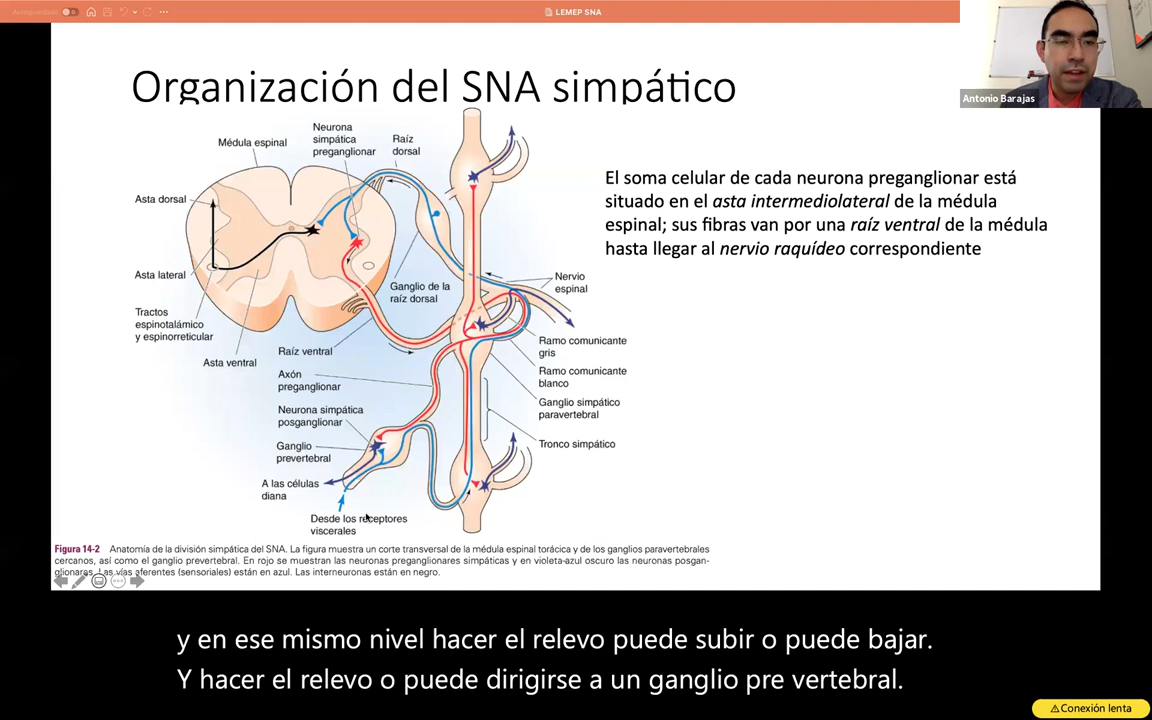 Autoguardado
LEMEP SNA
Antonio Barajas
Organización del SNA simpático
El soma celular de cada neurona preganglionar está
situado en el asta intermediolateral de la médula
espinal; sus fibras van por una raíz ventral de la médula
hasta llegar al nervio raquídeo correspondiente
Médula espinal
Neurona
simpática
preganglionar
Raíz
dorsal
Asta dorsal
Asta lateral
Tractos
espinotalámico
y espinorreticular
Asta ventral
Ganglio de la
raíz dorsal
Nervio
espinal
Raíz ventral
Axón
preganglionar
Neurona simpática
posganglionar
Ganglio
prevertebral
A las células
diana
Desde los receptores
viscerales
Ramo comunicante
gris
Ramo comunicante
blanco
Ganglio simpático
paravertebral
Tronco simpático
Figura 14-2 Anatomía de la división simpática del SNA. La figura muestra un corte transversal de la médula espinal torácica y de los ganglios paravertebrales
cercanos, así como el ganglio prevertebral. En rojo se muestran las neuronas preganglionares simpáticas y en violeta-azul oscuro las neuronas posgan-
glionares. Las vías aferentes (sensoriales) están en azul. Las interneuronas están en negro.
y en ese mismo nivel hacer el relevo puede subir o puede bajar.
Y hacer el relevo o puede dirigirse a un ganglio pre vertebral.
Conexión lenta